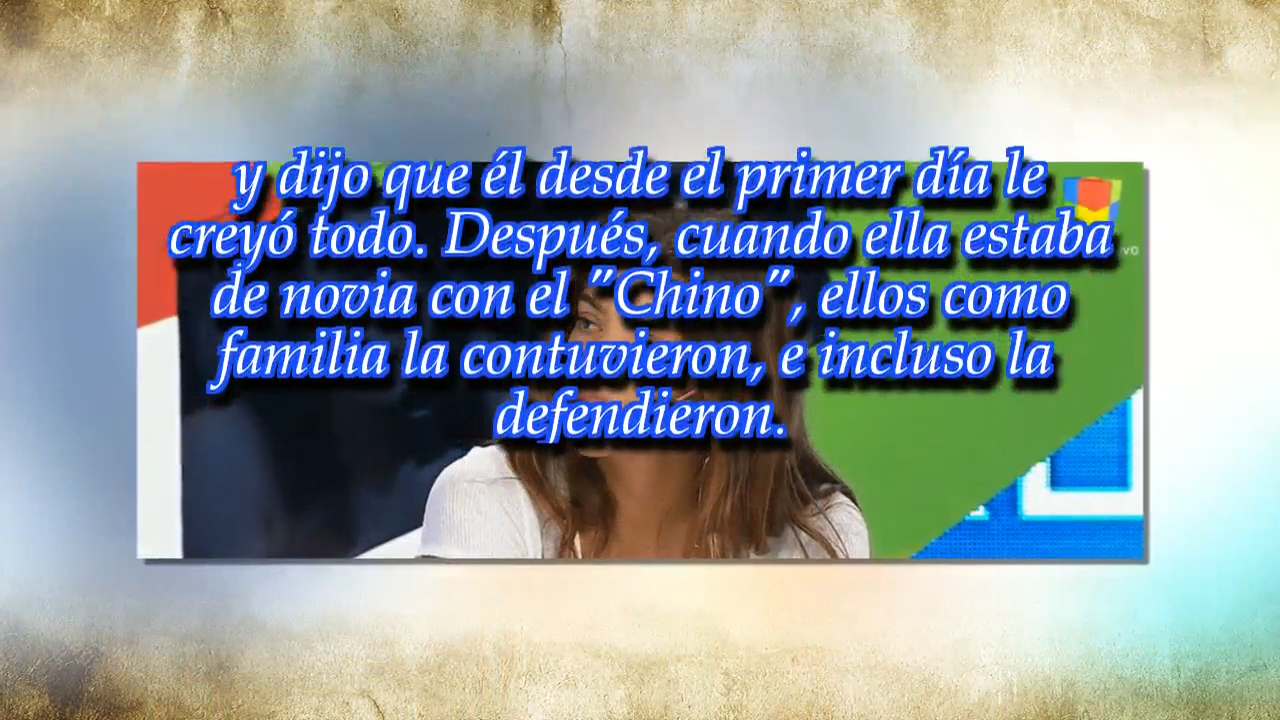 y dijo que él desde el primer día le
creyó todo. Después, cuando ella estaba
de novia con el "Chino", ellos como
familia la contuvieron, e incluso la
defendieron.